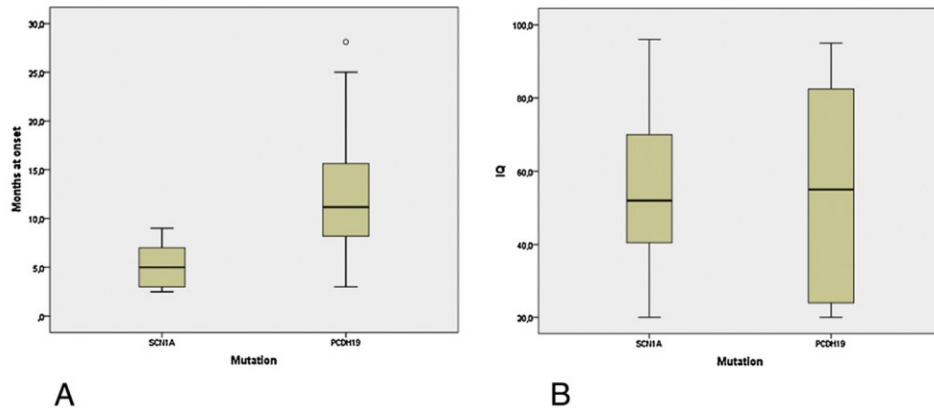 30,0
25,0
20,0
15,0
10,0
5,0
,0
Months at onset
SCN1A
PCDH19
Mutation
A
100,0
80,0
60,0
40,0
20,0
IQ
SCN1A
PCDH19
Mutation
B